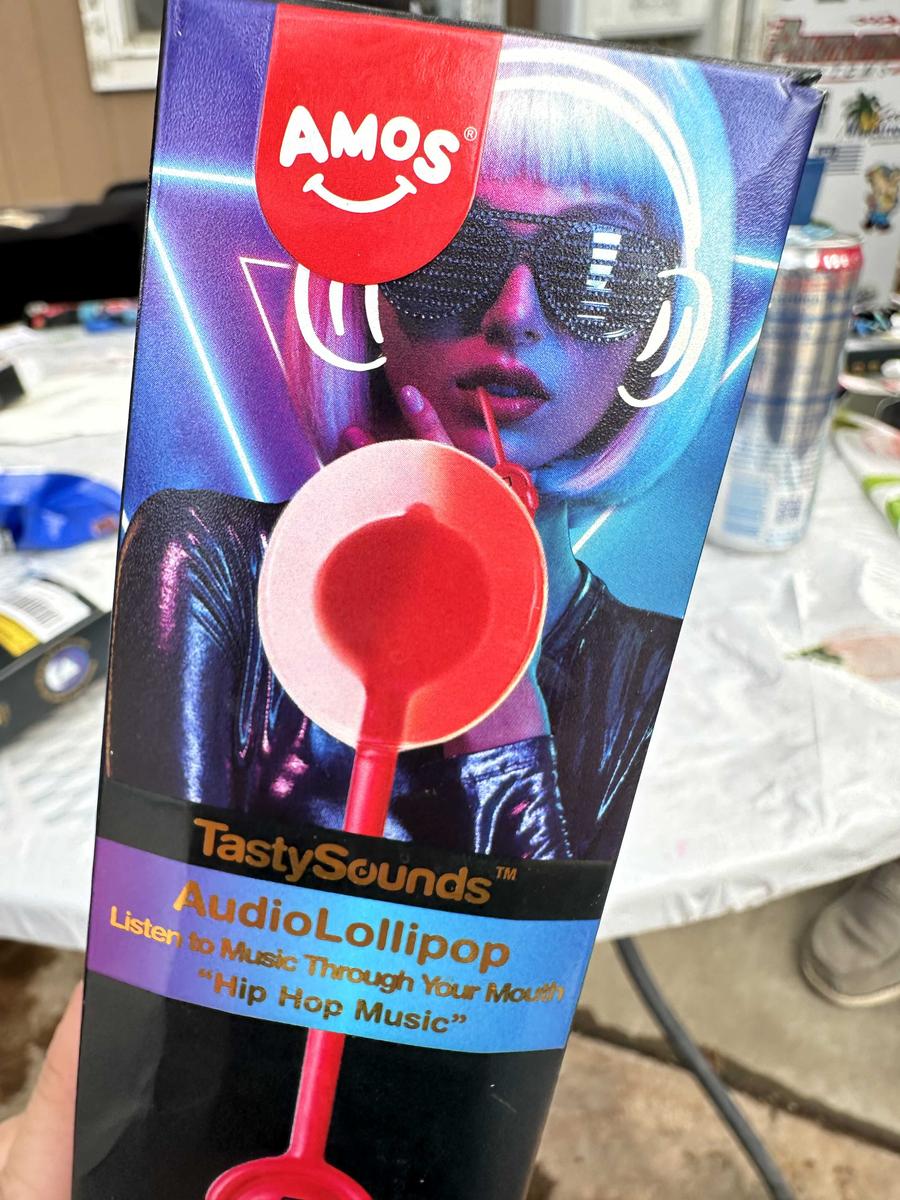 AMOS®
TastySounds™
AudioLollipop
Listen to Music Through Your Mouth
“Hip Hop Music”